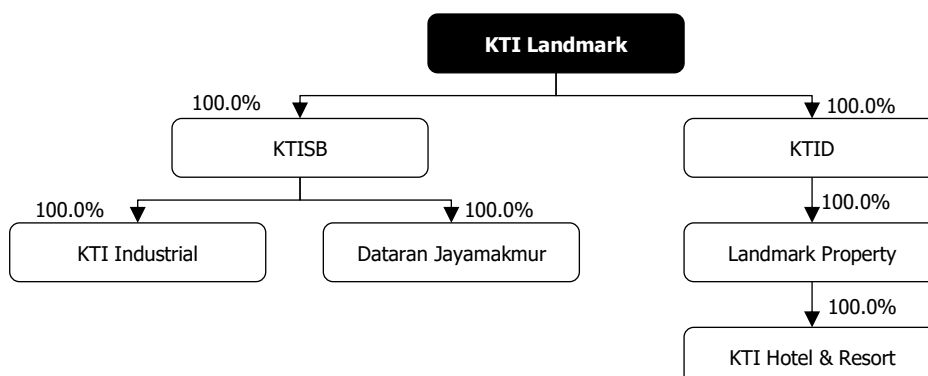 KTI Landmark
100.0%
100.0%
KTISB
KTID
100.0%
100.0%
100.0%
KTI Industrial
Dataran Jayamakmur
Landmark Property
100.0%
KTI Hotel & Resort